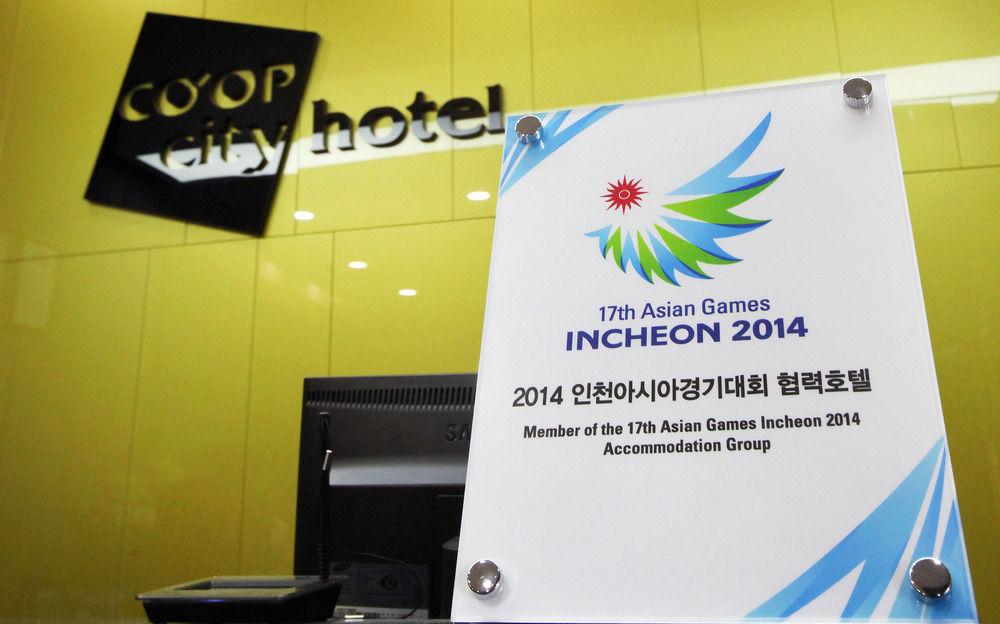 CO'OP
city hotel
17th Asian Games
INCHEON 2014
2014 인천아시아경기대회 협력호텔
Member of the 17th Asian Games Incheon 2014
Accommodation Group